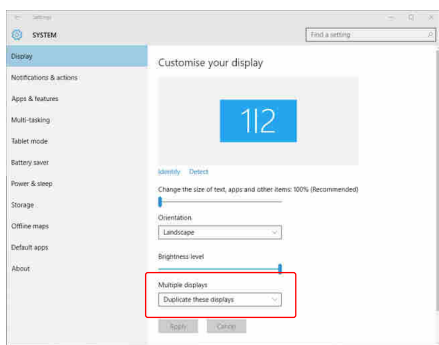 Settings
SYSTEM
Find a setting
Display
Notifications & actions
Apps & features
Multi-tasking
Tablet mode
Battery saver
Power & sleep
Storage
Offline maps
Default apps
About
Customise your display
1|2
Identify Detect
Change the size of text, apps and other items: 100% (Recommended)
Orientation
Landscape
Brightness level
Multiple displays
Duplicate these displays
Apply Cancel